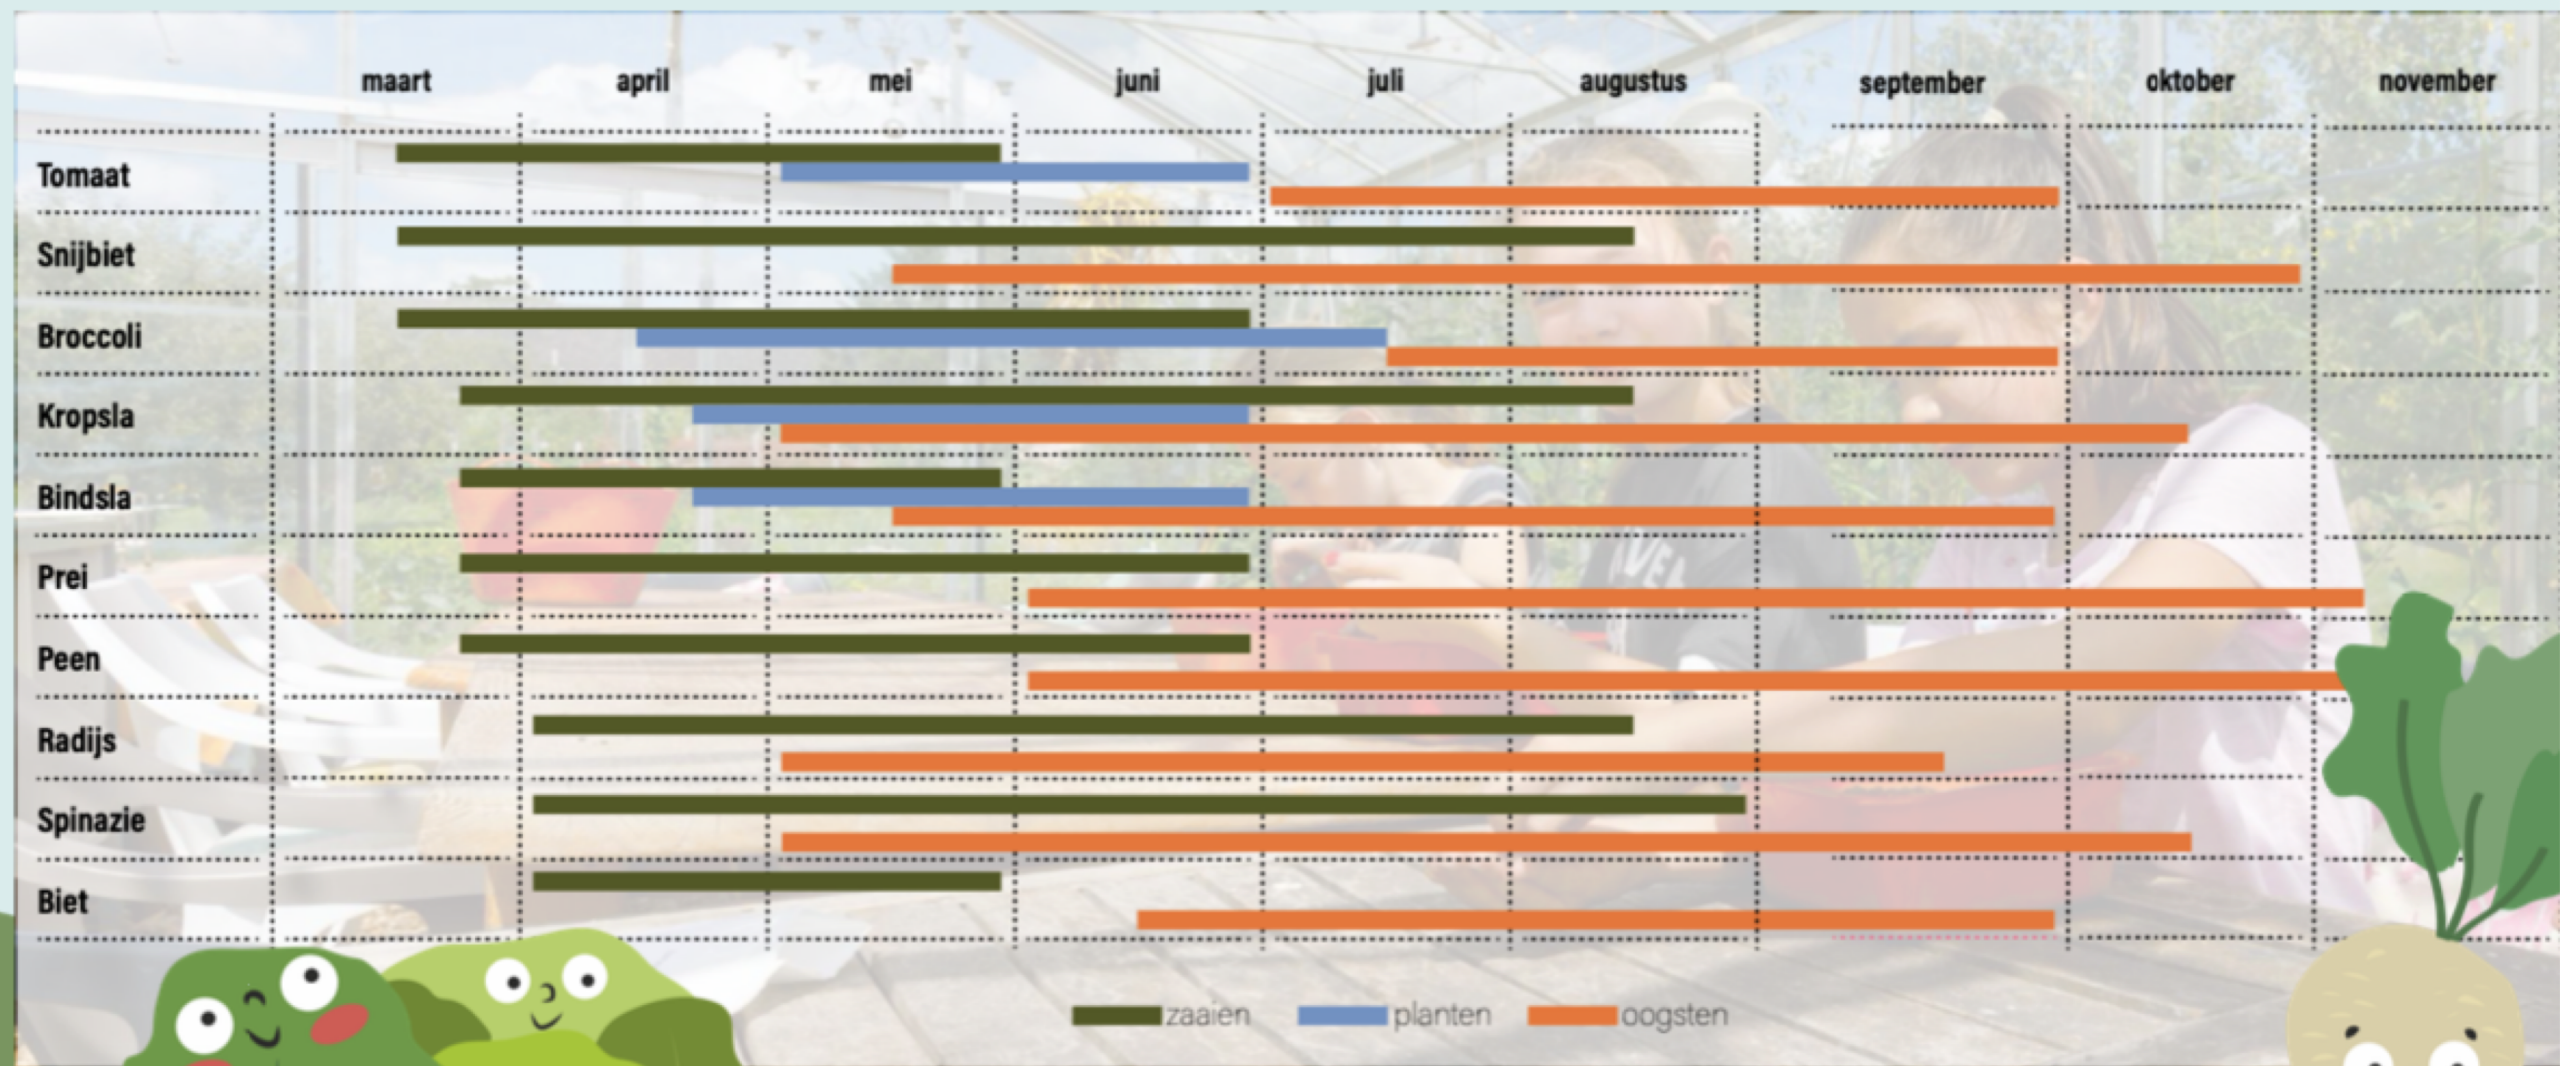 maart april mei juni juli augustus september oktober november
Tomaat
Snijbiet
Broccoli
Kropsla
Bindsla
Prei
Peen
Radijs
Spinazie
Biet
zaaien planten oogsten